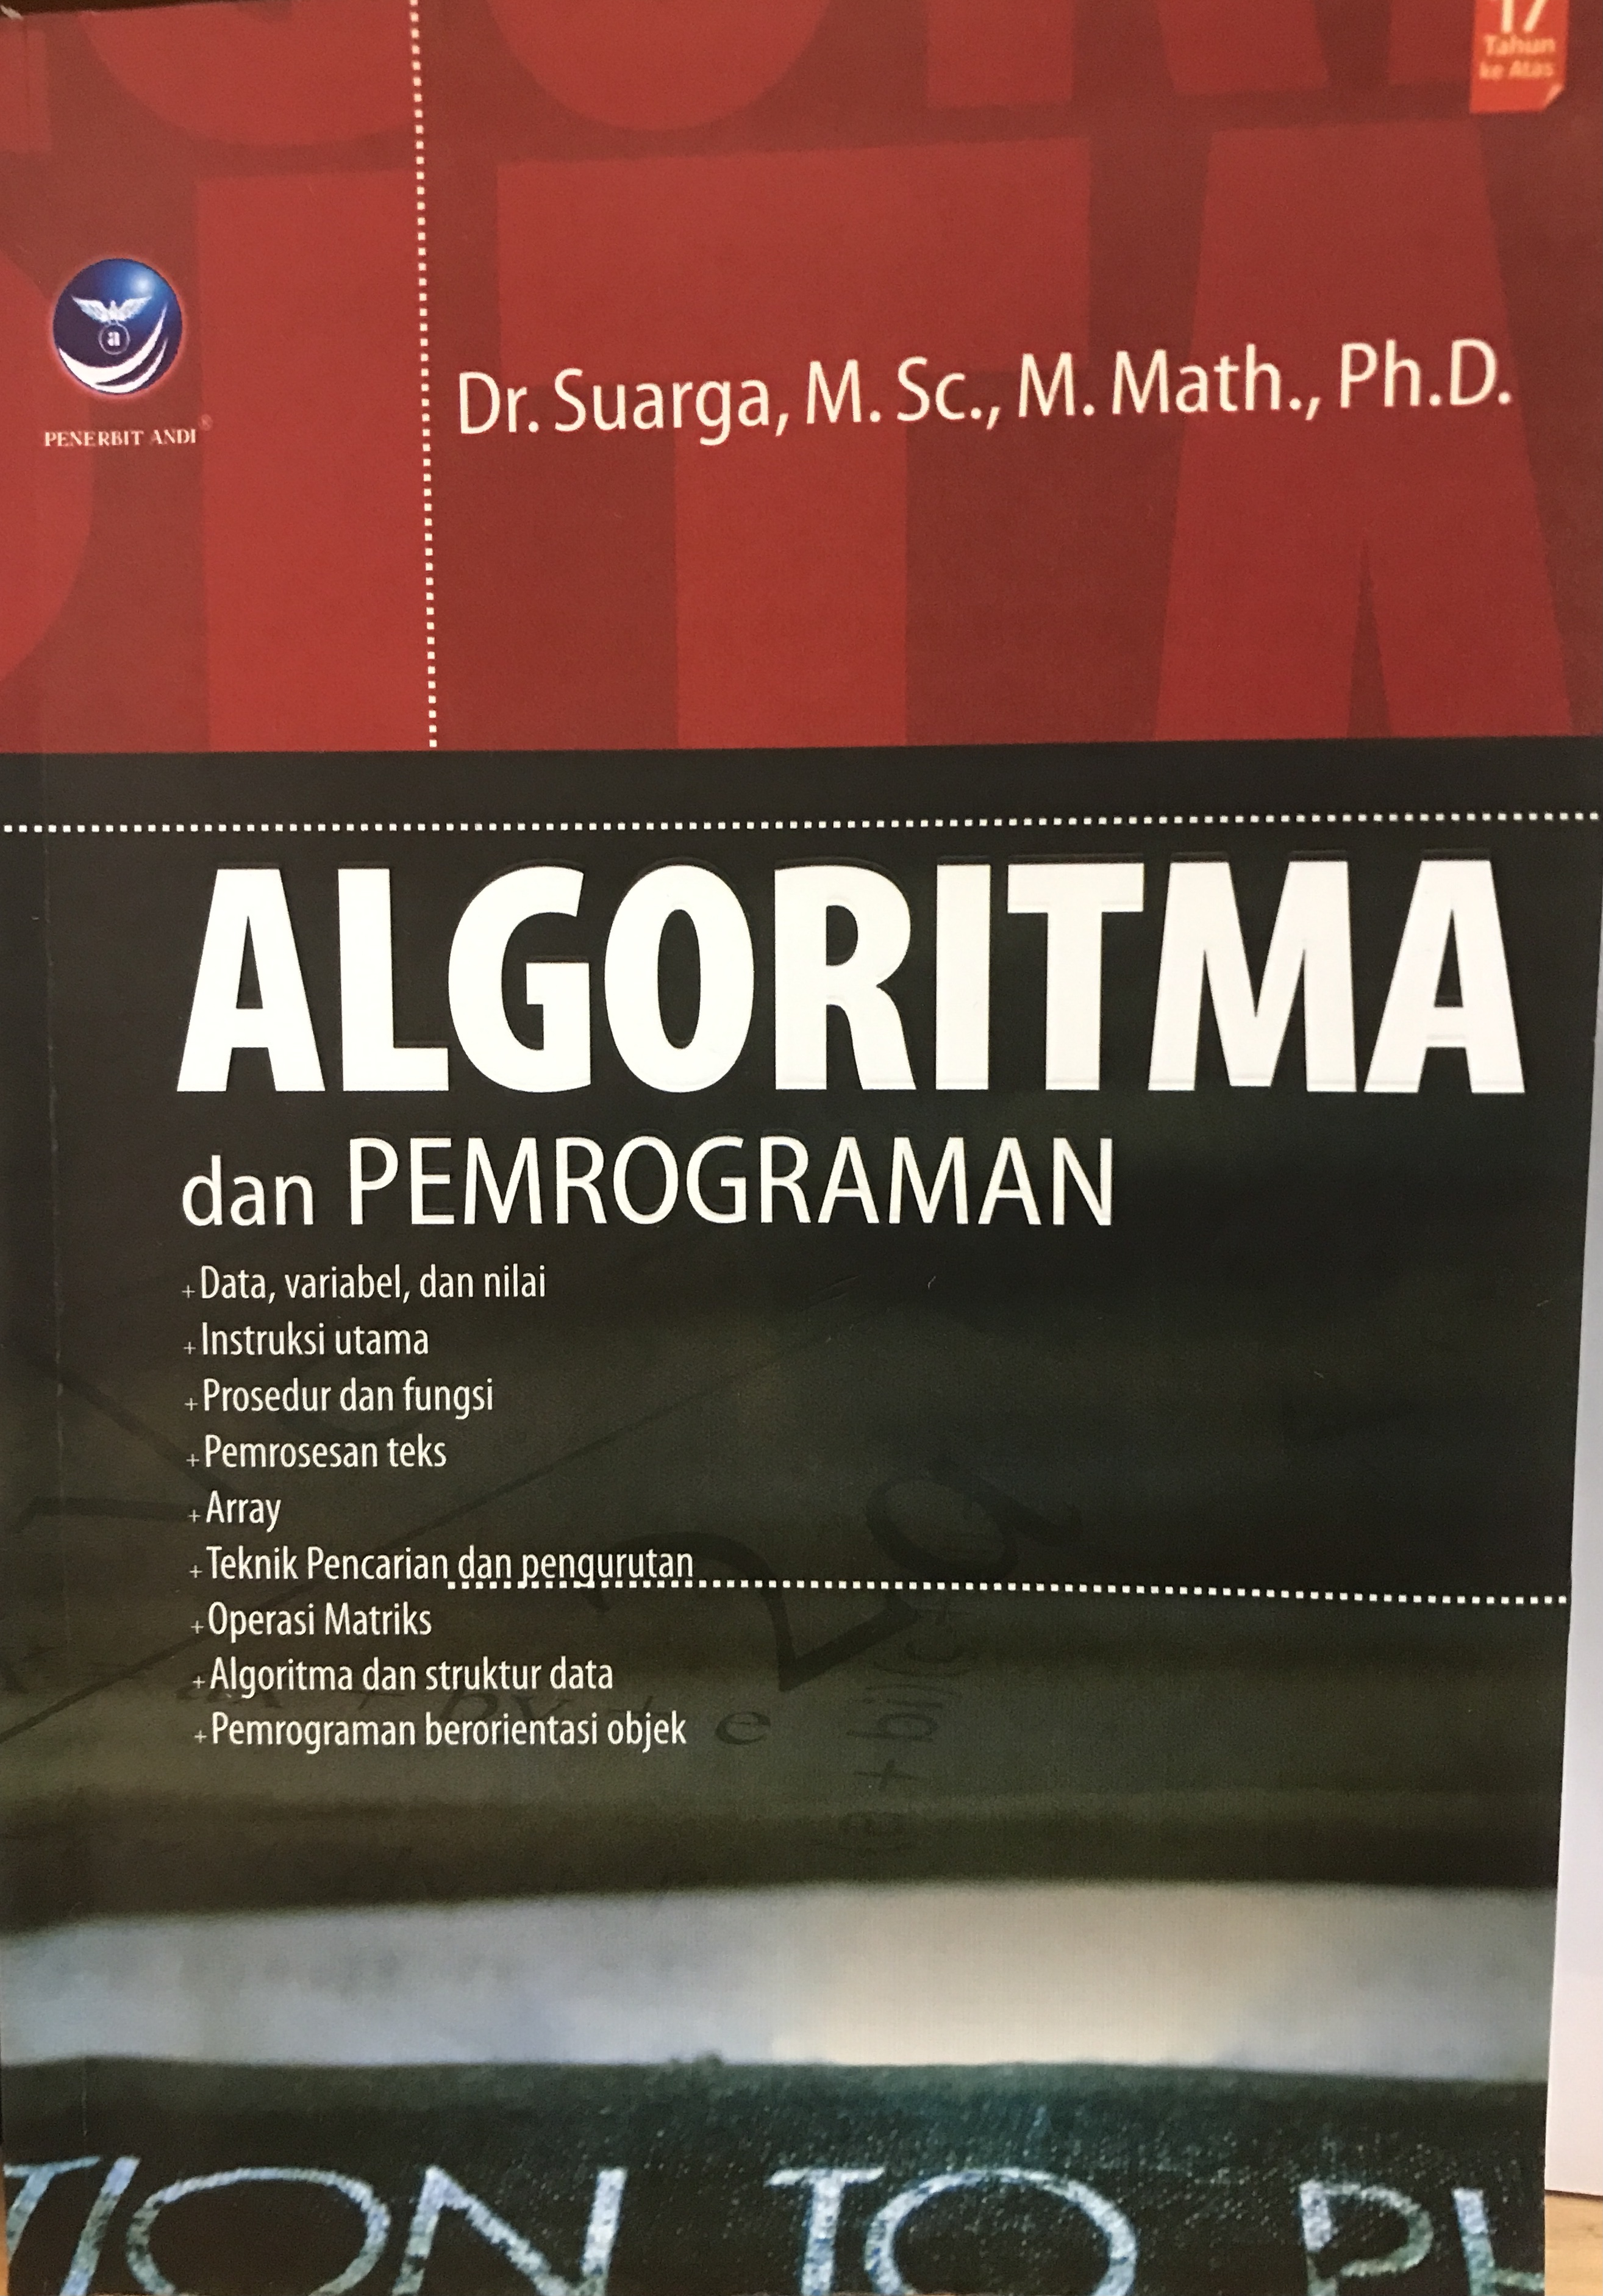 17
Tahun
ke Atas
PENERBIT ANDI®
Dr. Suarga, M. Sc., M. Math., Ph.D.
ALGORITMA
dan PEMROGRAMAN
+ Data, variabel, dan nilai
+ Instruksi utama
+ Prosedur dan fungsi
+ Pemrosesan teks
+ Array
+ Teknik Pencarian dan pengurutan
+ Operasi Matriks
+ Algoritma dan struktur data
+ Pemrograman berorientasi objek
TION TO PH